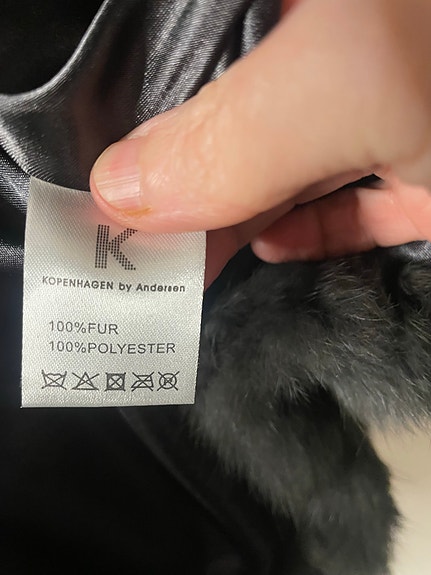 K
KOPENHAGEN by Andersen
100%FUR
100%POLYESTER